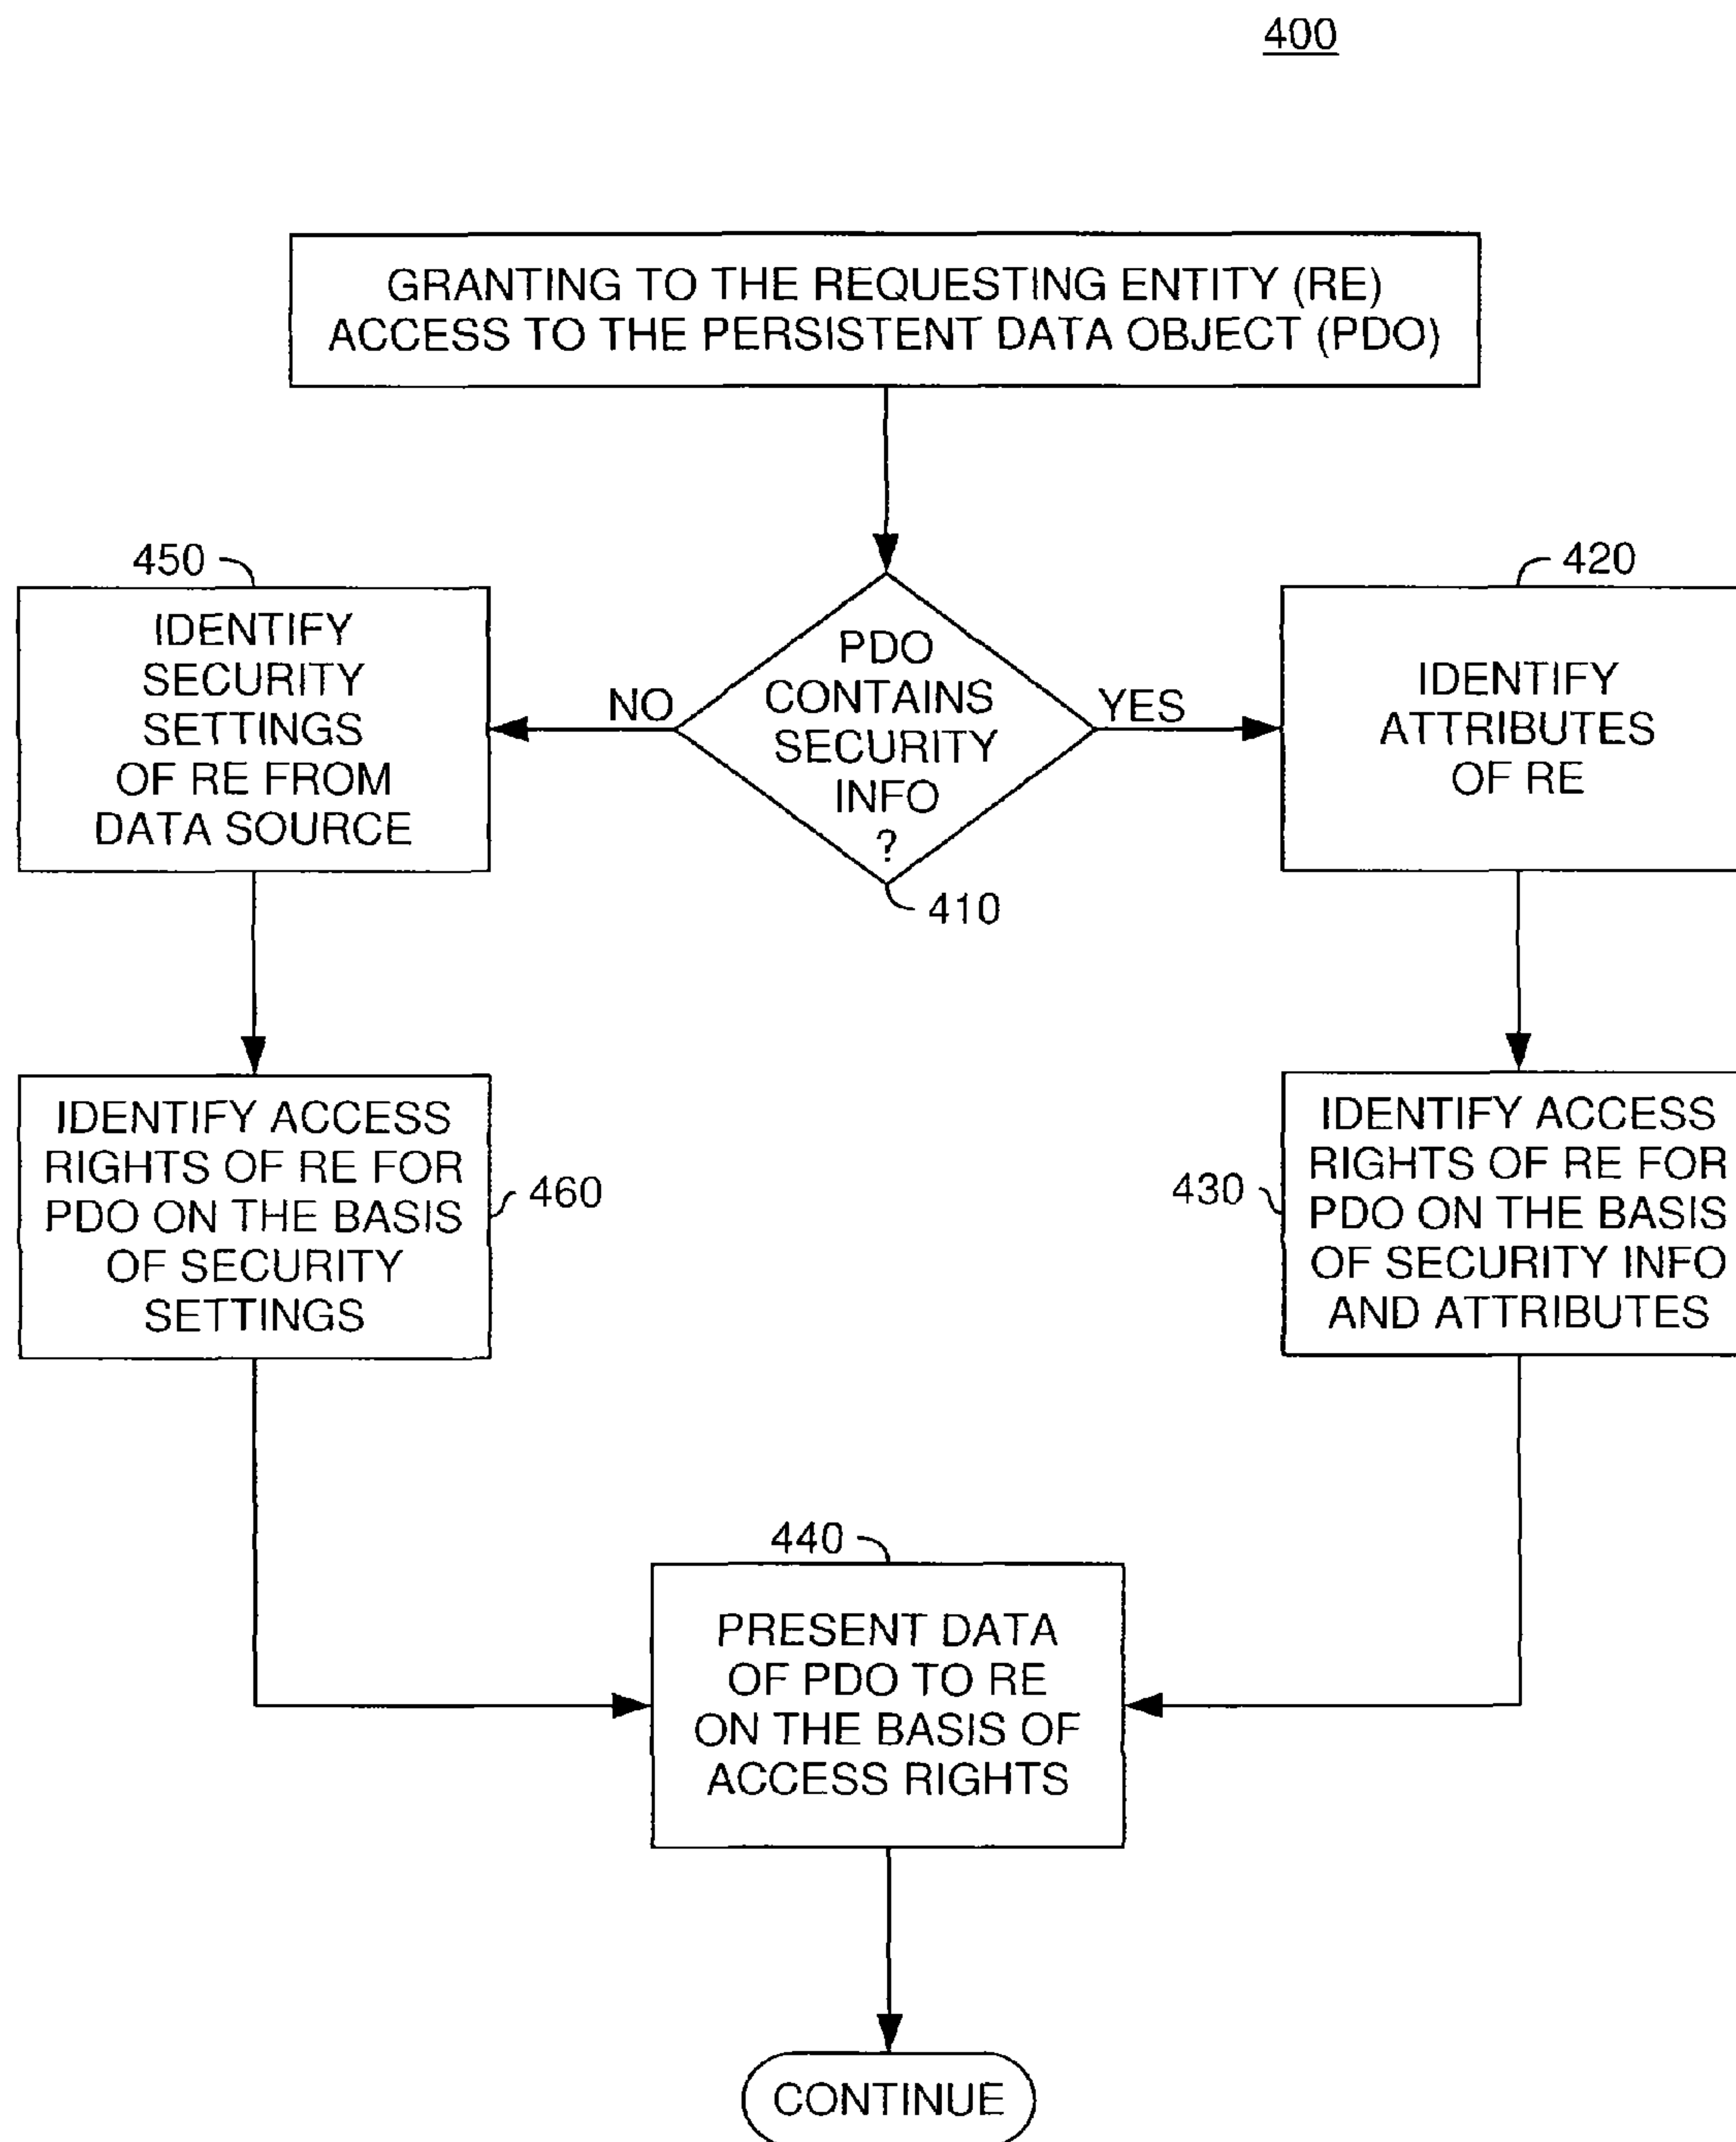 400
GRANTING TO THE REQUESTING ENTITY (RE)
ACCESS TO THE PERSISTENT DATA OBJECT (PDO)
450
IDENTIFY
SECURITY
SETTINGS
OF RE FROM
DATA SOURCE
NO
PDO
CONTAINS
SECURITY
INFO
?
410
YES
420
IDENTIFY
ATTRIBUTES
OF RE
IDENTIFY ACCESS
RIGHTS OF RE FOR
PDO ON THE BASIS
OF SECURITY
SETTINGS
460
430
IDENTIFY ACCESS
RIGHTS OF RE FOR
PDO ON THE BASIS
OF SECURITY INFO
AND ATTRIBUTES
440
PRESENT DATA
OF PDO TO RE
ON THE BASIS OF
ACCESS RIGHTS
CONTINUE